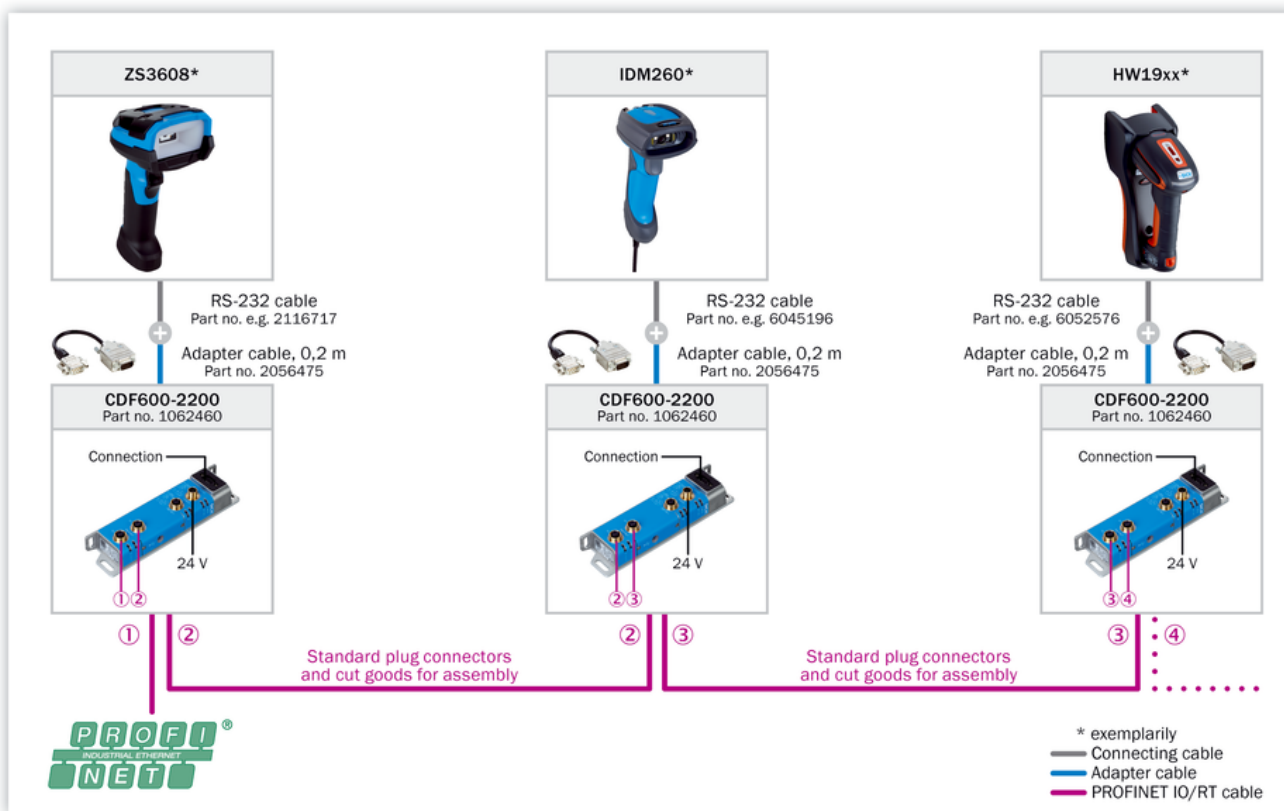 ZS3608*
RS-232 cable
Part no. e.g. 2116717
+
Adapter cable, 0,2 m
Part no. 2056475
CDF600-2200
Part no. 1062460
Connection
24 V
①②
①
②
IDM260*
RS-232 cable
Part no. e.g. 6045196
+
Adapter cable, 0,2 m
Part no. 2056475
CDF600-2200
Part no. 1062460
Connection
24 V
②③
②
③
HW19xx*
RS-232 cable
Part no. e.g. 6052576
+
Adapter cable, 0,2 m
Part no. 2056475
CDF600-2200
Part no. 1062460
Connection
24 V
③④
③
④
Standard plug connectors
and cut goods for assembly
Standard plug connectors
and cut goods for assembly
PROFI®
INDUSTRIAL ETHERNET
NET
* exemplarily
Connecting cable
Adapter cable
PROFINET IO/RT cable